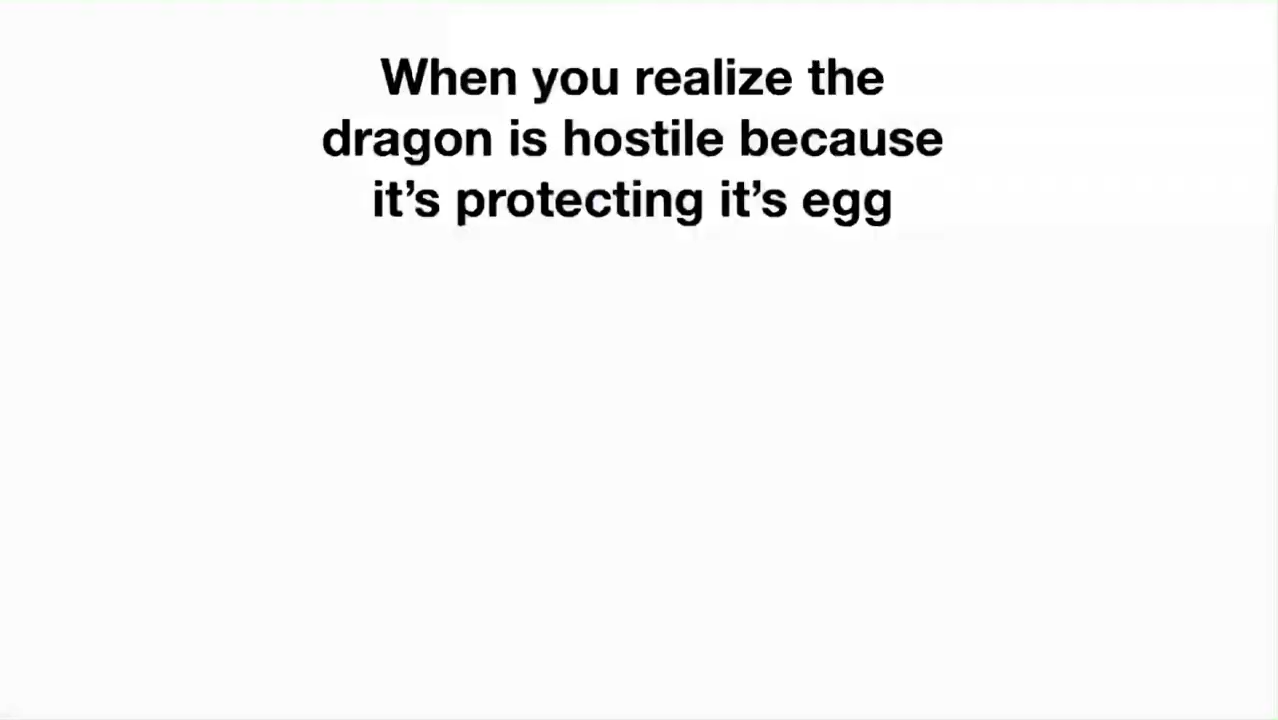 When you realize the
dragon is hostile because
it’s protecting it’s egg